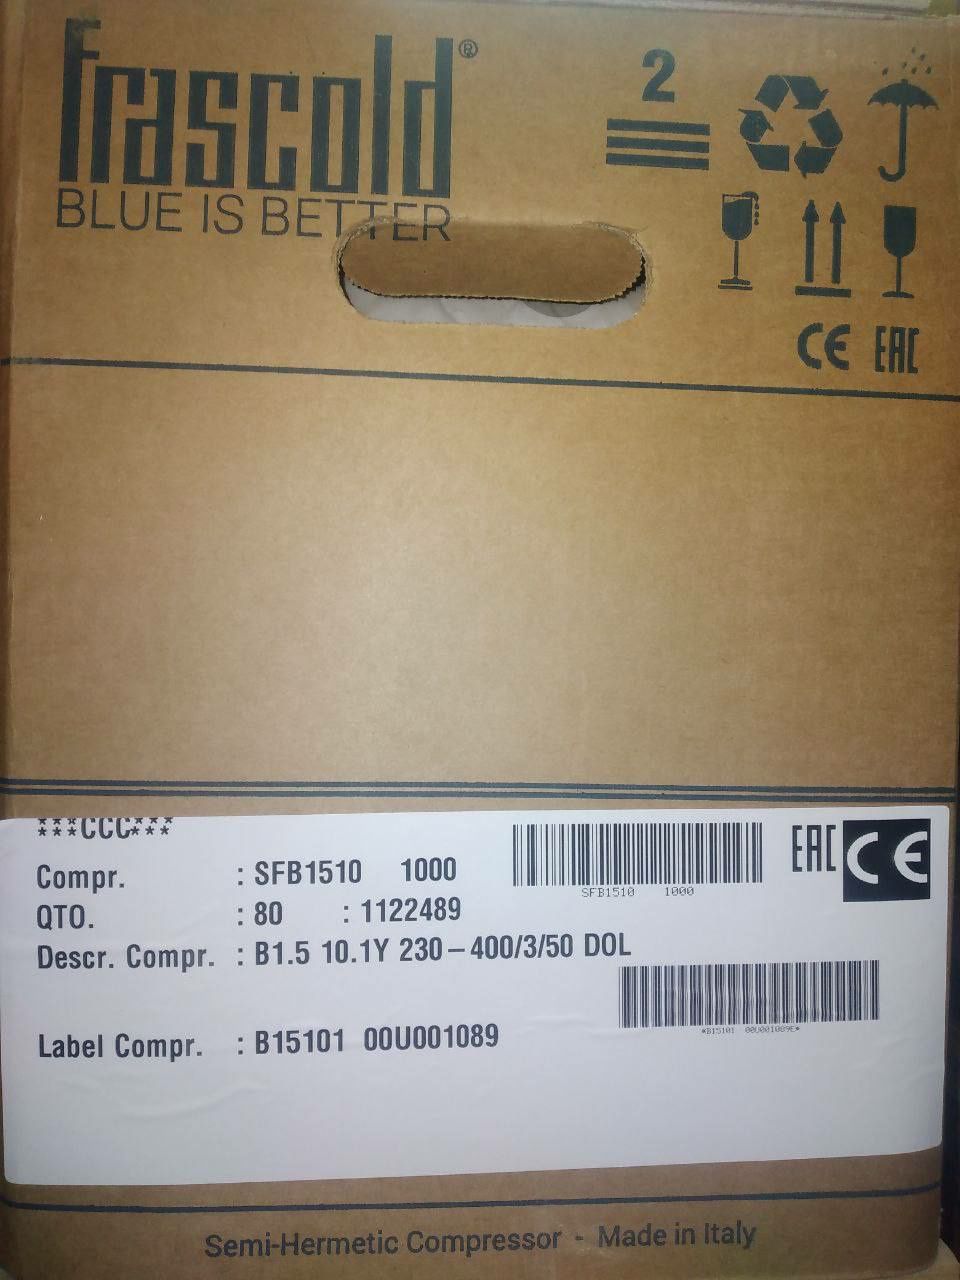 Frascold®
BLUE IS BETTER
2
CE EAC
***CCC***
Compr. : SFB1510 1000
SFB1510 1000
EAC CE
QTO. : 80 : 1122489
Descr. Compr. : B1.5 10.1Y 230-400/3/50 DOL
*B15101 00U001089E*
Label Compr. : B15101 00U001089
Semi-Hermetic Compressor - Made in Italy